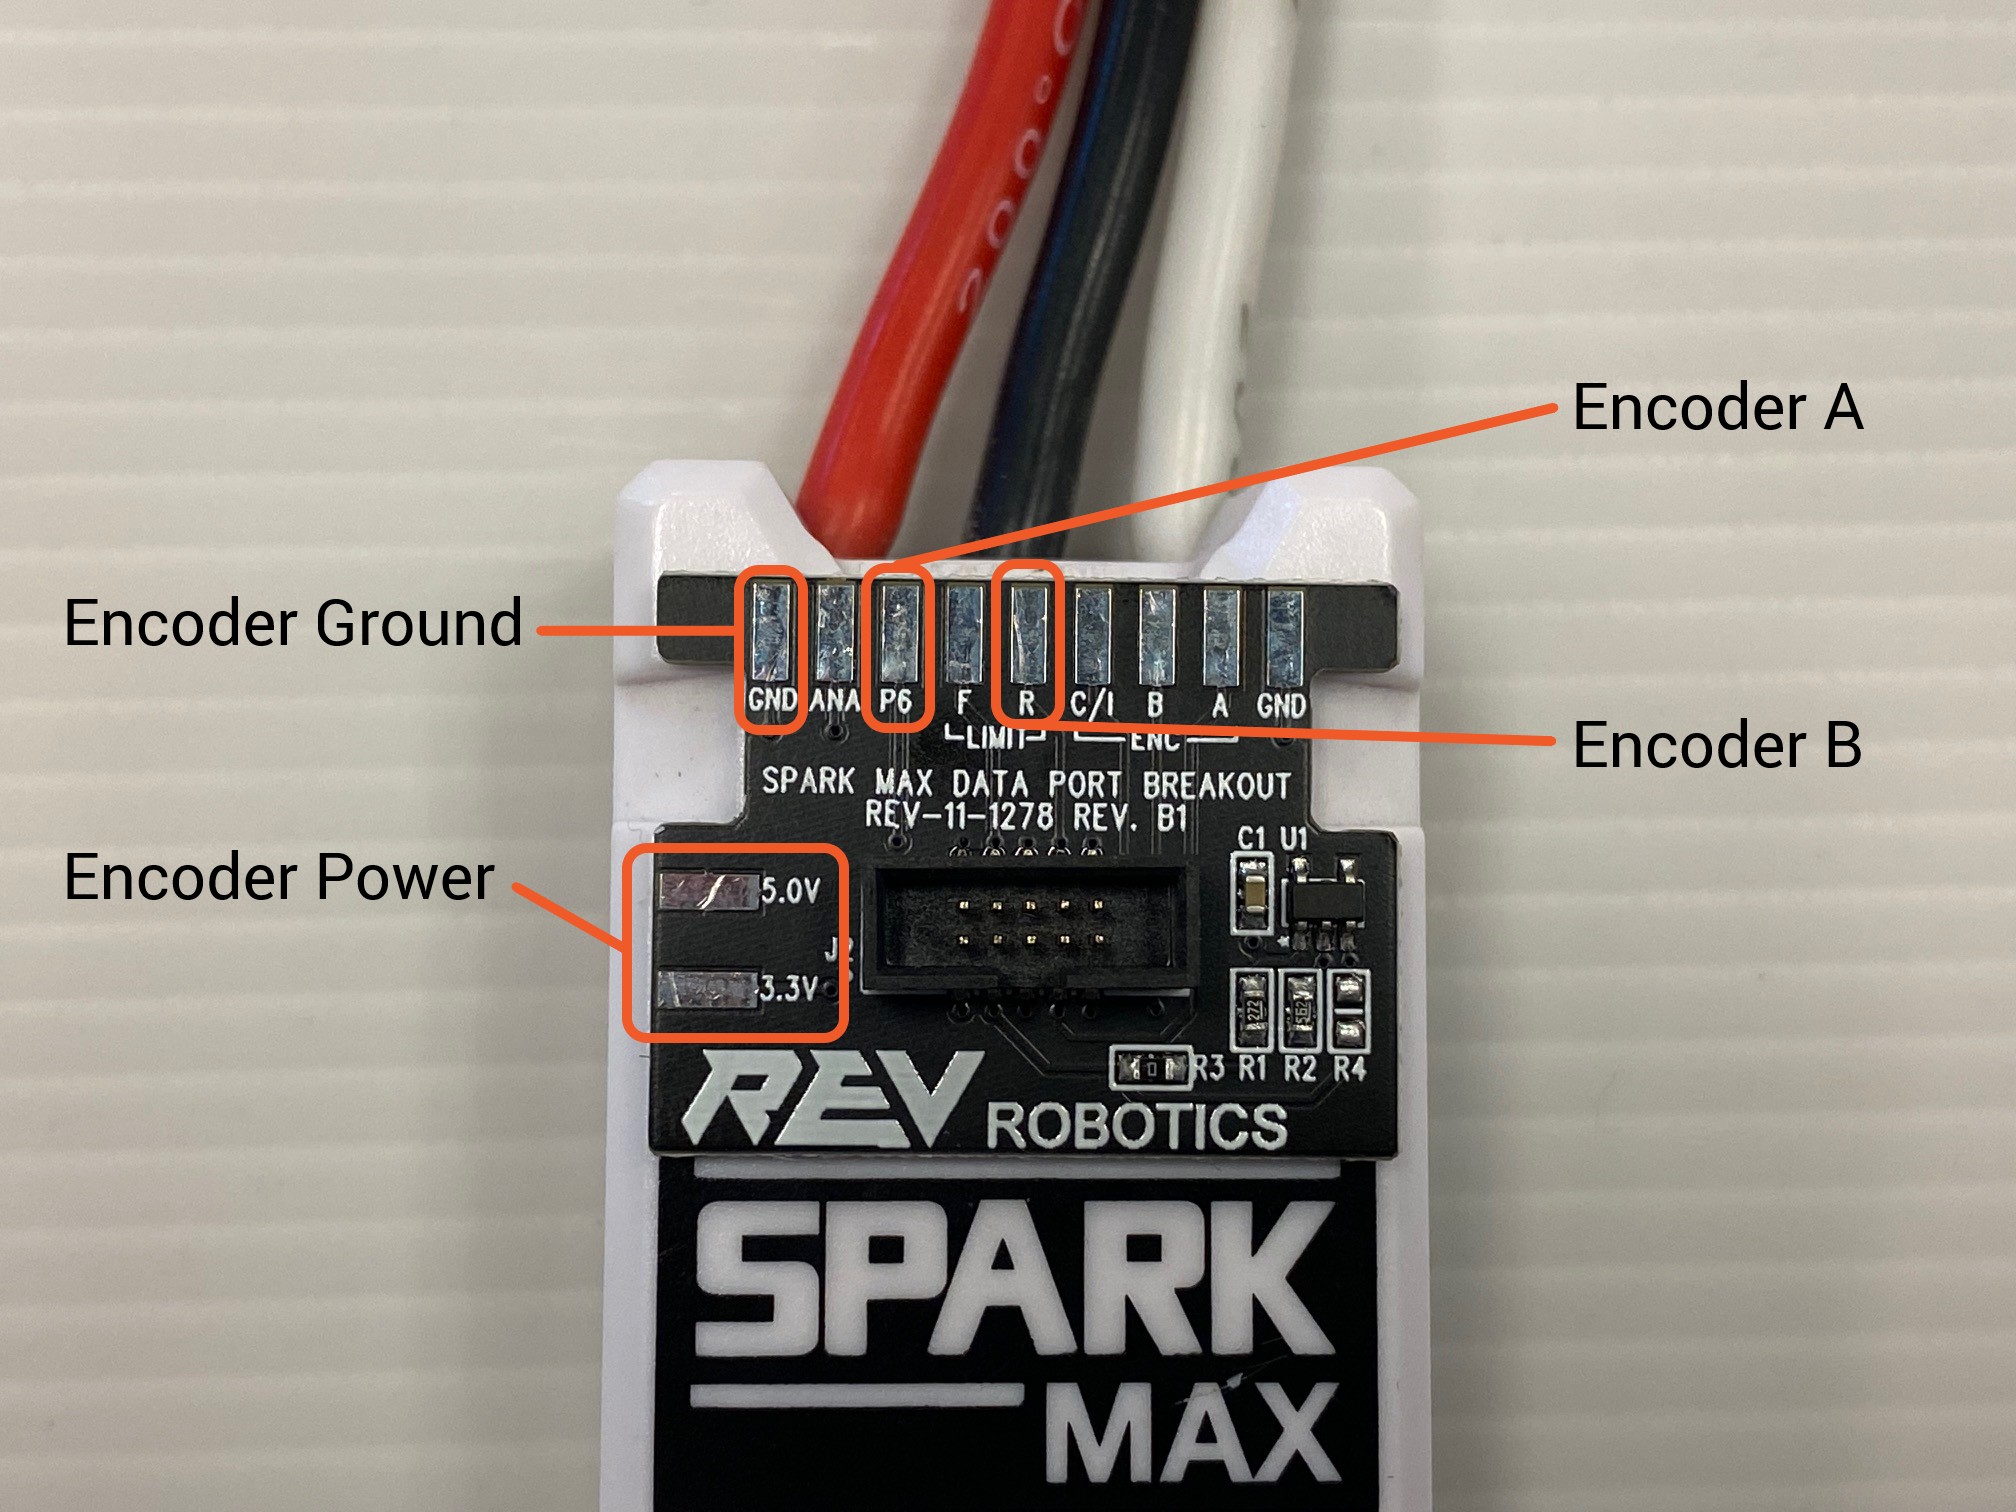 200.C
Encoder A
Encoder Ground
GND ANA P6 F R C/I B A GND
LIMIT ENC
Encoder B
SPARK MAX DATA PORT BREAKOUT
REV-11-1278 REV. B1
C1 U1
Encoder Power
5.0V
J2
3.3V
272 562
R3 R1 R2 R4
REV ROBOTICS
SPARK
MAX